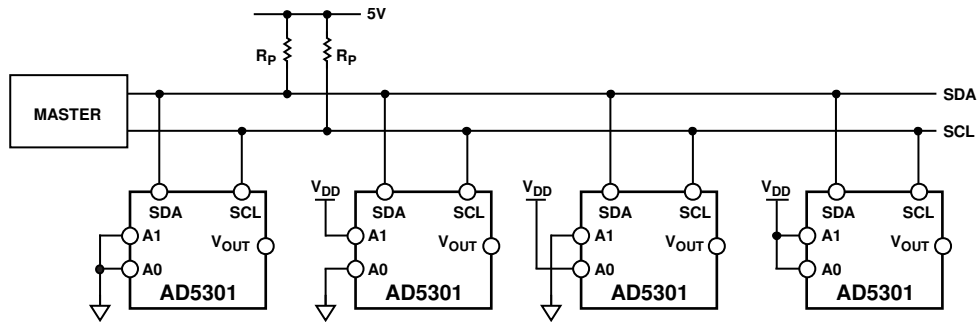 5V
RP RP
MASTER
SDA
SCL
VDD VDD VDD
SDA SCL SDA SCL SDA SCL SDA SCL
A1 VOUT A1 VOUT A1 VOUT A1 VOUT
A0 A0 A0 A0
AD5301 AD5301 AD5301 AD5301